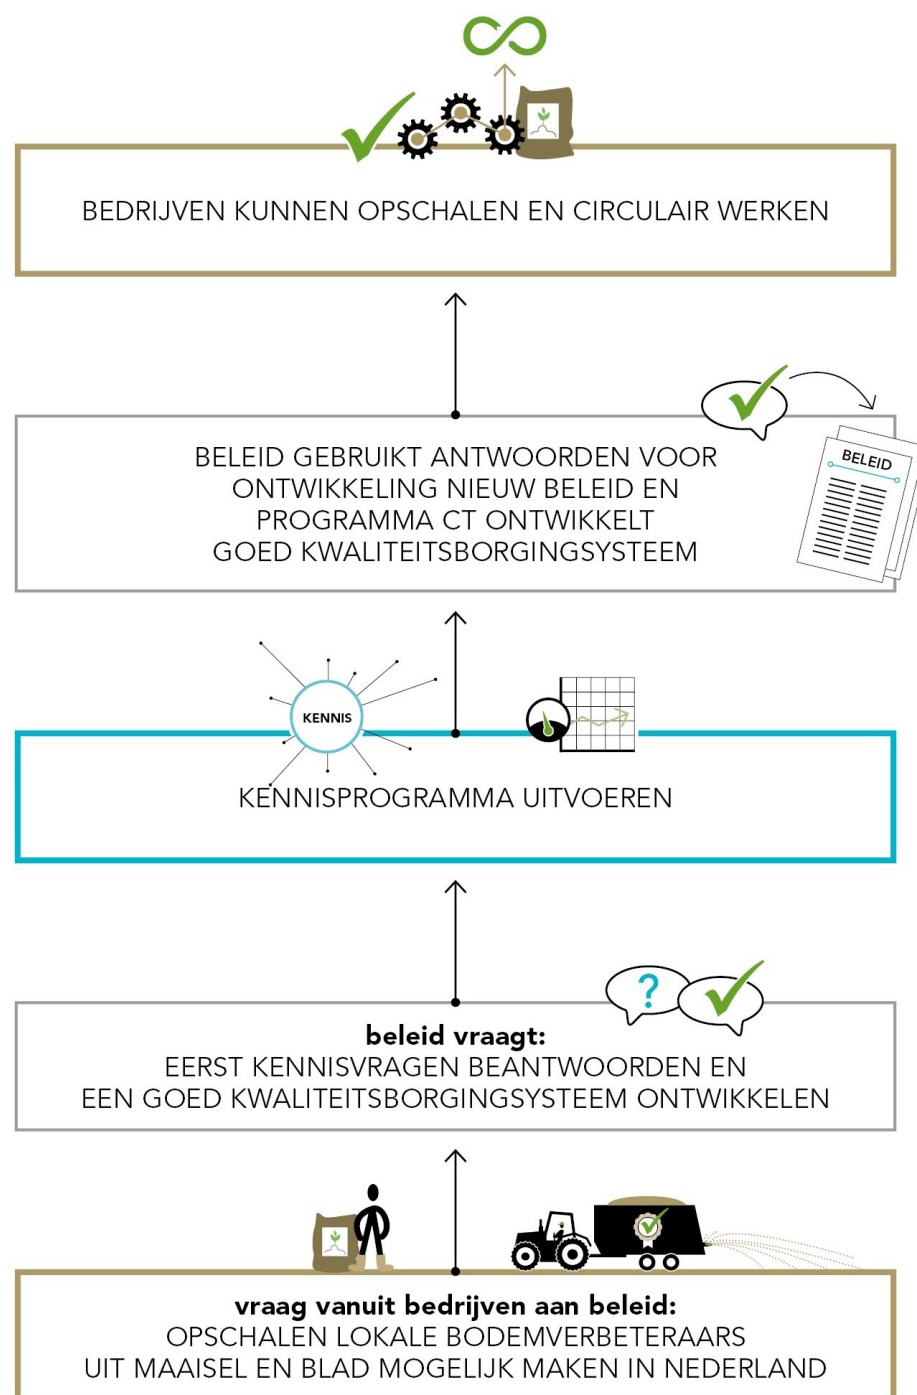 BEDRIJVEN KUNNEN OPSCHALEN EN CIRCULAIR WERKEN
BELEID GEBRUIKT ANTWOORDEN VOOR
ONTWIKKELING NIEUW BELEID EN
PROGRAMMA CT ONTWIKKELT
GOED KWALITEITSBORGINGSYSTEEM
BELEID
KENNIS
KENNISPROGRAMMA UITVOEREN
?
beleid vraagt:
EERST KENNISVRAGEN BEANTWOORDEN EN
EEN GOED KWALITEITSBORGINGSYSTEEM ONTWIKKELEN
vraag vanuit bedrijven aan beleid:
OPSCHALEN LOKALE BODEMVERBETERAARS
UIT MAAISEL EN BLAD MOGELIJK MAKEN IN NEDERLAND